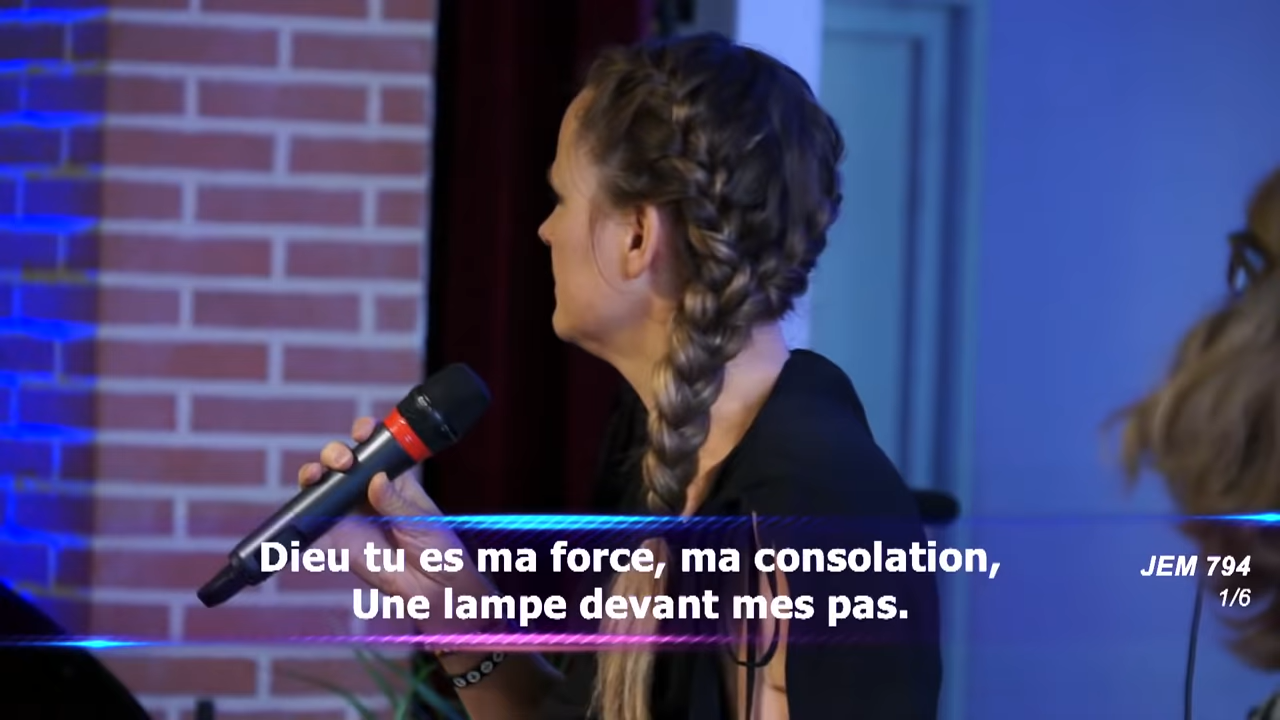 Dieu tu es ma force, ma consolation,
Une lampe devant mes pas.
JEM 794
1/6